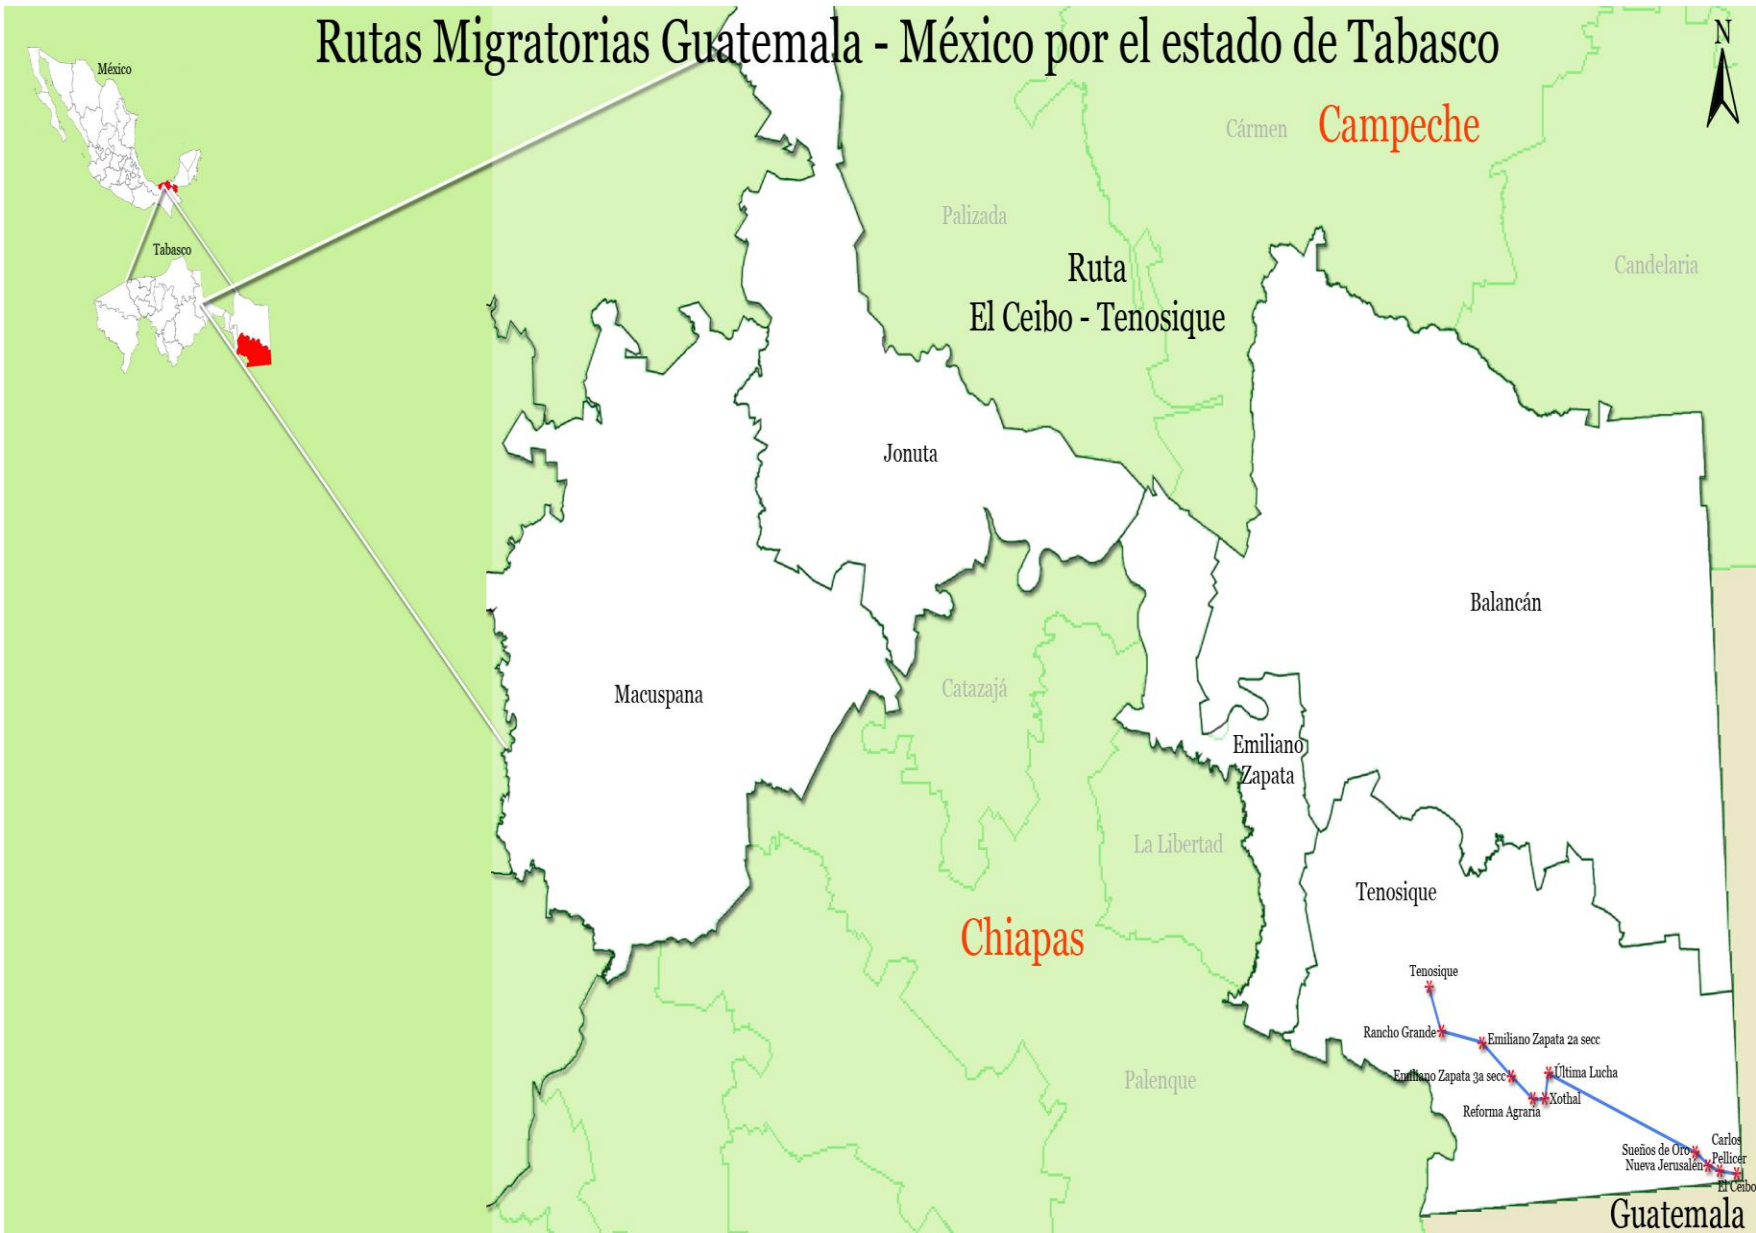 Rutas Migratorias Guatemala - México por el estado de Tabasco
N
México
Cármen
Campeche
Palizada
Tabasco
Ruta
El Ceibo - Tenosique
Candelaria
Jonuta
Balancán
Macuspana
Catazajá
Emiliano
Zapata
La Libertad
Tenosique
Chiapas
Tenosique
Rancho Grande
Emiliano Zapata 2a secc
Emiliano Zapata 3a secc
Última Lucha
Palenque
Xothal
Reforma Agraria
Carlos
Pellicer
Sueños de Oro
Nueva Jerusalén
El Ceibo
Guatemala